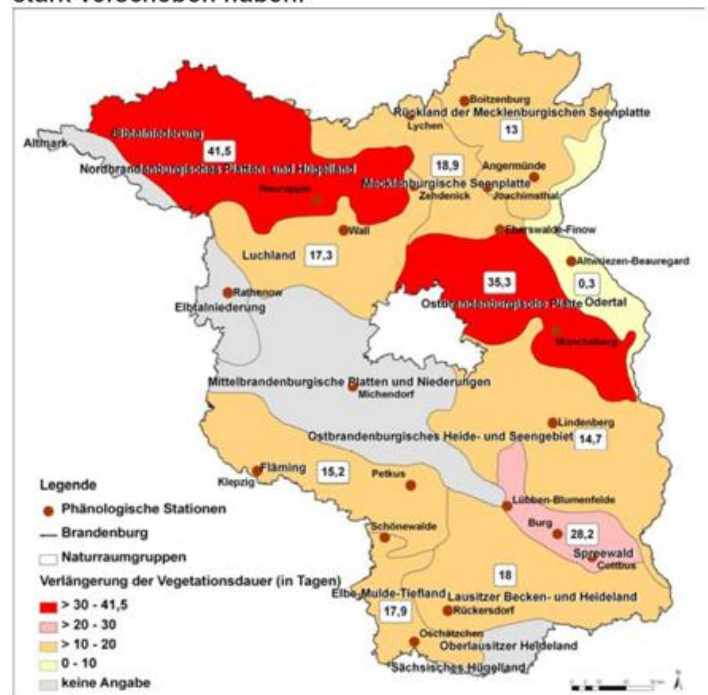 stark verschoben haben.
Boitzenburg
Rückland der Mecklenburgischen Seenplatte
Lychen
13
Elbtalniederung
Altmark
41,5
18,9
Angermünde
Nordbrandenburgisches Platten- und Hügelland
Mecklenburgische Seenplatte
Neuruppin
Zehdenick
Joachimsthal
Wall
Eberswalde-Finow
Luchland
17,3
Altwriezen-Beauregard
35,3
0,3
Rathenow
Ostbrandenburgische Platte
Odertal
Elbtalniederung
Müncheberg
Mittelbrandenburgische Platten und Niederungen
Michendorf
Lindenberg
Ostbrandenburgisches Heide- und Seengebiet
14,7
Fläming
15,2
Klepzig
Petkus
Legende
Phänologische Stationen
Brandenburg
Naturraumgruppen
Verlängerung der Vegetationsdauer (in Tagen)
> 30 - 41,5
> 20 - 30
> 10 - 20
0 - 10
keine Angabe
Lübben-Blumenfelde
Burg
28,2
Schönewalde
Spreewald
Cottbus
18
Elbe-Mulde-Tiefland
Lausitzer Becken- und Heideland
17,9
Rückersdorf
Oschätzchen
Oberlausitzer Heideland
Sächsisches Hügelland